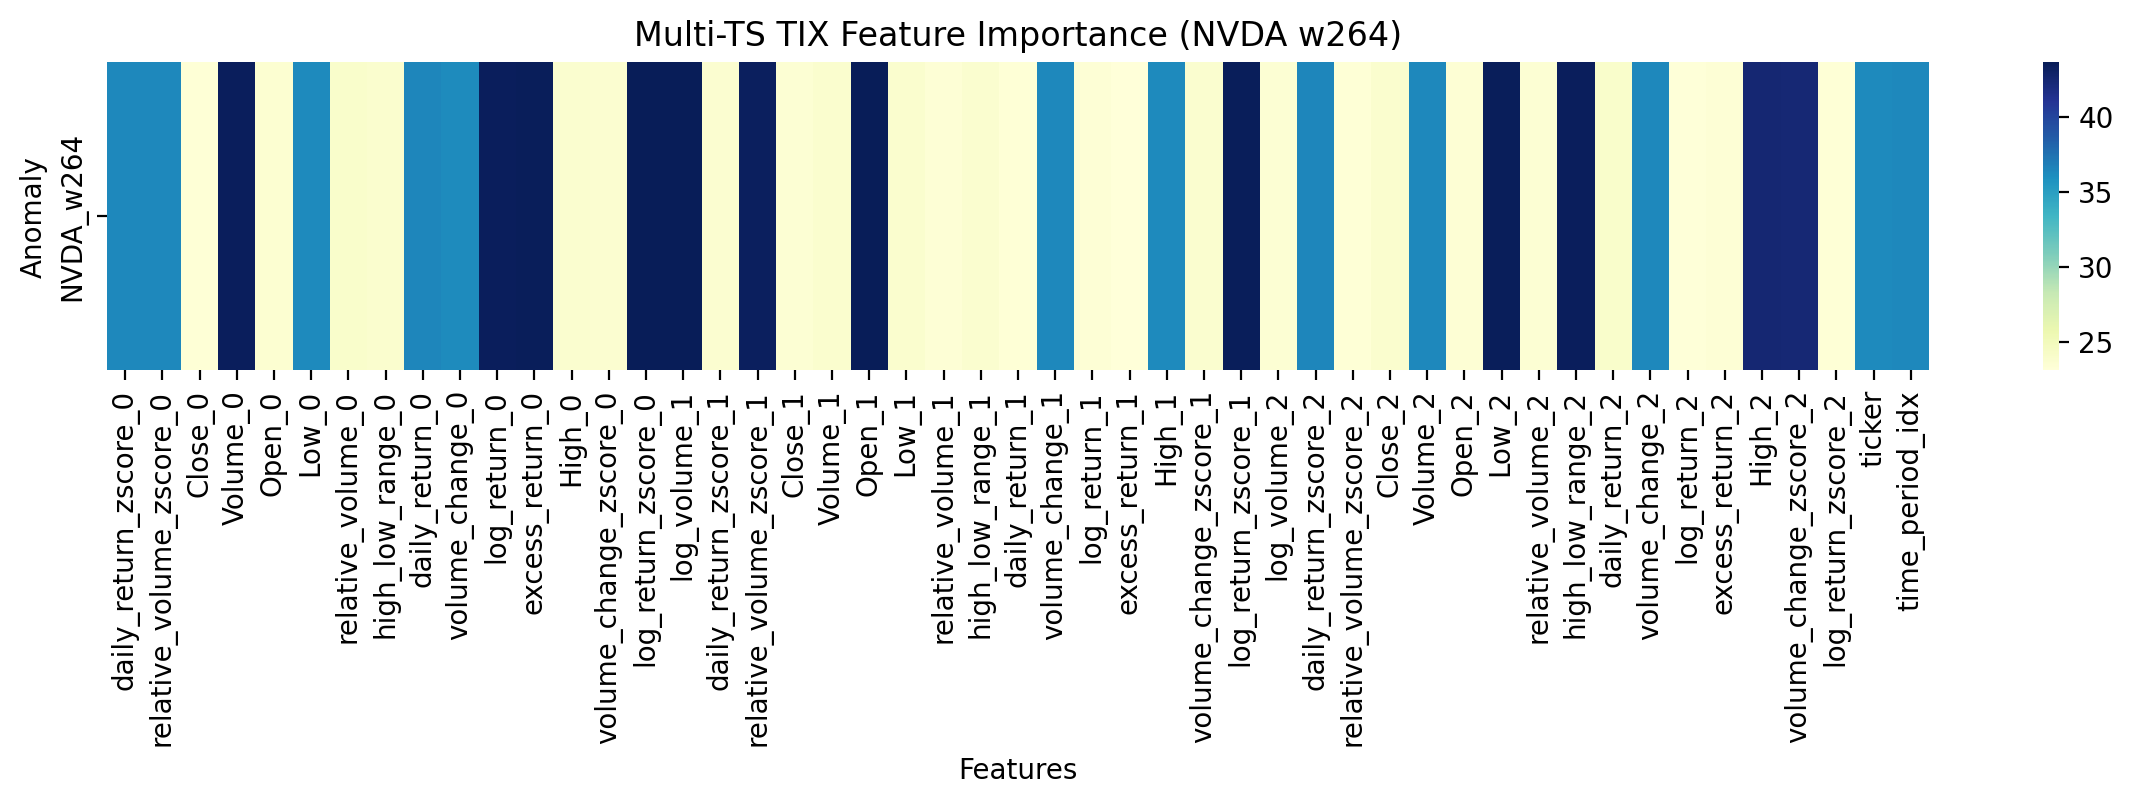 Multi-TS TIX Feature Importance (NVDA w264)
Anomaly
NVDA_w264
40
35
30
25
daily_return_zscore_0
relative_volume_zscore_0
Close_0
Volume_0
Open_0
Low_0
relative_volume_0
high_low_range_0
daily_return_0
volume_change_0
log_return_0
excess_return_0
High_0
volume_change_zscore_0
log_return_zscore_0
log_volume_1
daily_return_zscore_1
relative_volume_zscore_1
Close_1
Volume_1
Open_1
Low_1
relative_volume_1
high_low_range_1
daily_return_1
volume_change_1
log_return_1
excess_return_1
High_1
volume_change_zscore_1
log_return_zscore_1
log_volume_2
daily_return_zscore_2
relative_volume_zscore_2
Close_2
Volume_2
Open_2
Low_2
relative_volume_2
high_low_range_2
daily_return_2
volume_change_2
log_return_2
excess_return_2
High_2
volume_change_zscore_2
log_return_zscore_2
ticker
time_period_idx
Features